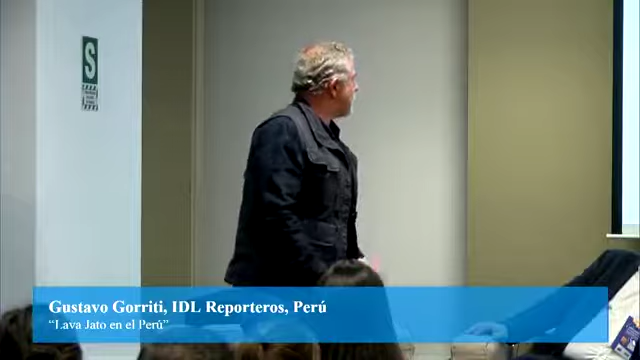 S
Gustavo Gorriti, IDL Reporteros, Perú
“Lava Jato en el Perú”